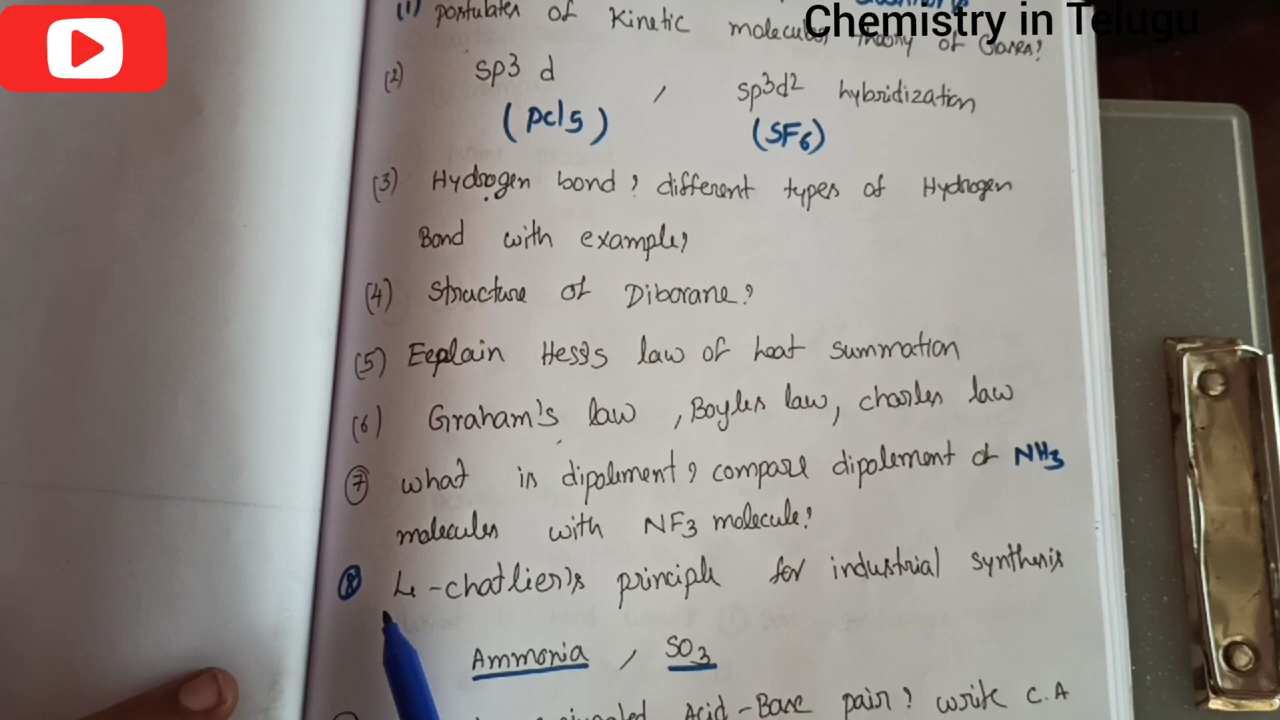 Chemistry in Telugu
(1) postulates of Kinetic molecular theory of Gases?
(2) sp3 d , sp3d2 hybridization
(pcl5) (SF6)
(3) Hydrogen bond? different types of Hydrogen
Bond with example?
(4) Structure of Diborane?
(5) Eeplain Hess's law of heat summation
(6) Graham's law , Boyles law, charles law
(7) what is dipolement? compare dipolement of NH3
molecules with NF3 molecule?
(8) Le-chatlier's principle for industrial synthesis
Ammonia , SO3
Acid-Base pair? write C.A